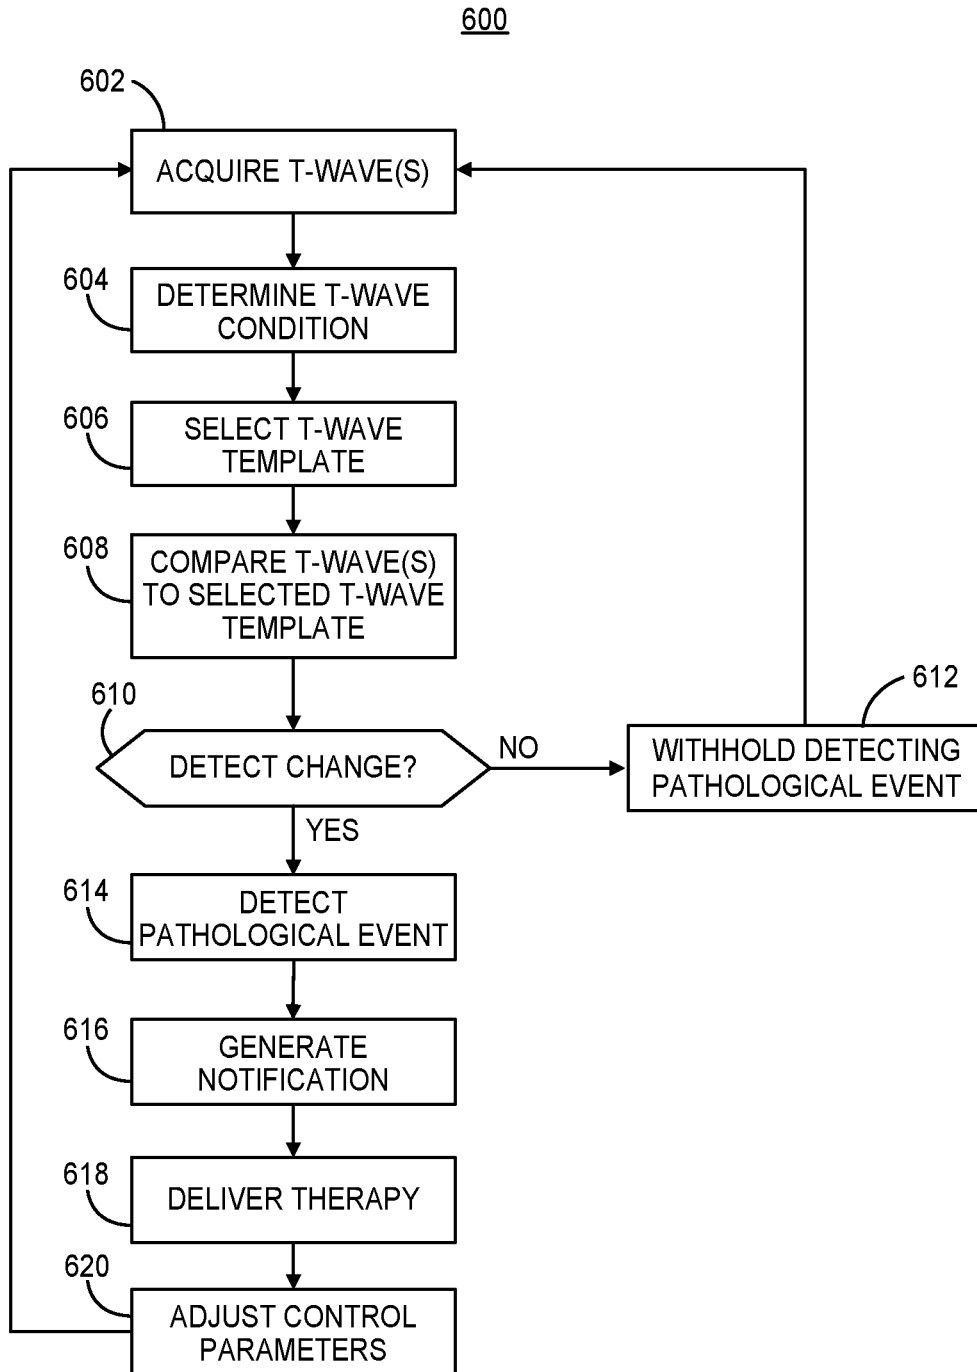 600
602
ACQUIRE T-WAVE(S)
604
DETERMINE T-WAVE
CONDITION
606
SELECT T-WAVE
TEMPLATE
608
COMPARE T-WAVE(S)
TO SELECTED T-WAVE
TEMPLATE
610
DETECT CHANGE?
NO
612
WITHHOLD DETECTING
PATHOLOGICAL EVENT
YES
614
DETECT
PATHOLOGICAL EVENT
616
GENERATE
NOTIFICATION
618
DELIVER THERAPY
620
ADJUST CONTROL
PARAMETERS